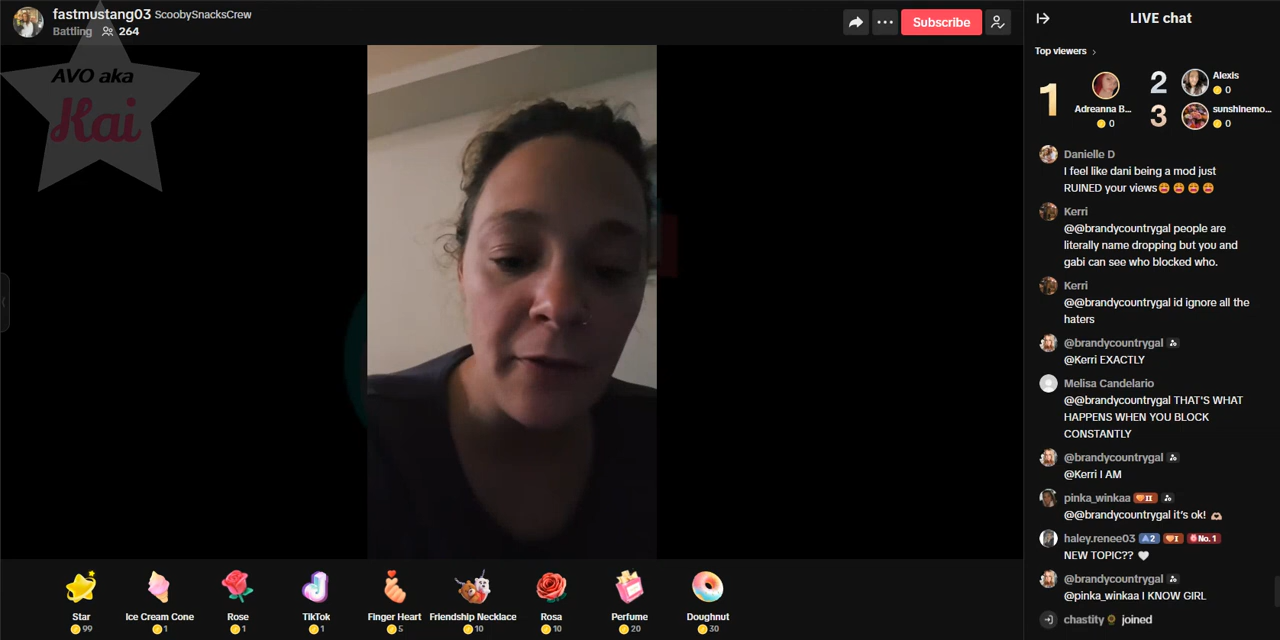 fastmustang03 ScoobySnacksCrew
Battling 264
Subscribe
AVO aka
Kai
LIVE chat
Top viewers
1
Adreanna B...
0
2
Alexis
0
3
sunshinemo...
0
Danielle D
I feel like dani being a mod just
RUINED your views
Kerri
@@brandycountrygal people are
literally name dropping but you and
gabi can see who blocked who.
Kerri
@@brandycountrygal id ignore all the
haters
@brandycountrygal
@Kerri EXACTLY
Melisa Candelario
@@brandycountrygal THAT'S WHAT
HAPPENS WHEN YOU BLOCK
CONSTANTLY
@brandycountrygal
@Kerri I AM
pinka_winkaa II
@@brandycountrygal it's ok!
haley.renee03 2 I No. 1
NEW TOPIC??
@brandycountrygal
@pinka_winkaa I KNOW GIRL
chastity joined
Star Ice Cream Cone Rose TikTok Finger Heart Friendship Necklace Rosa Perfume Doughnut
99 1 1 1 5 10 10 20 30